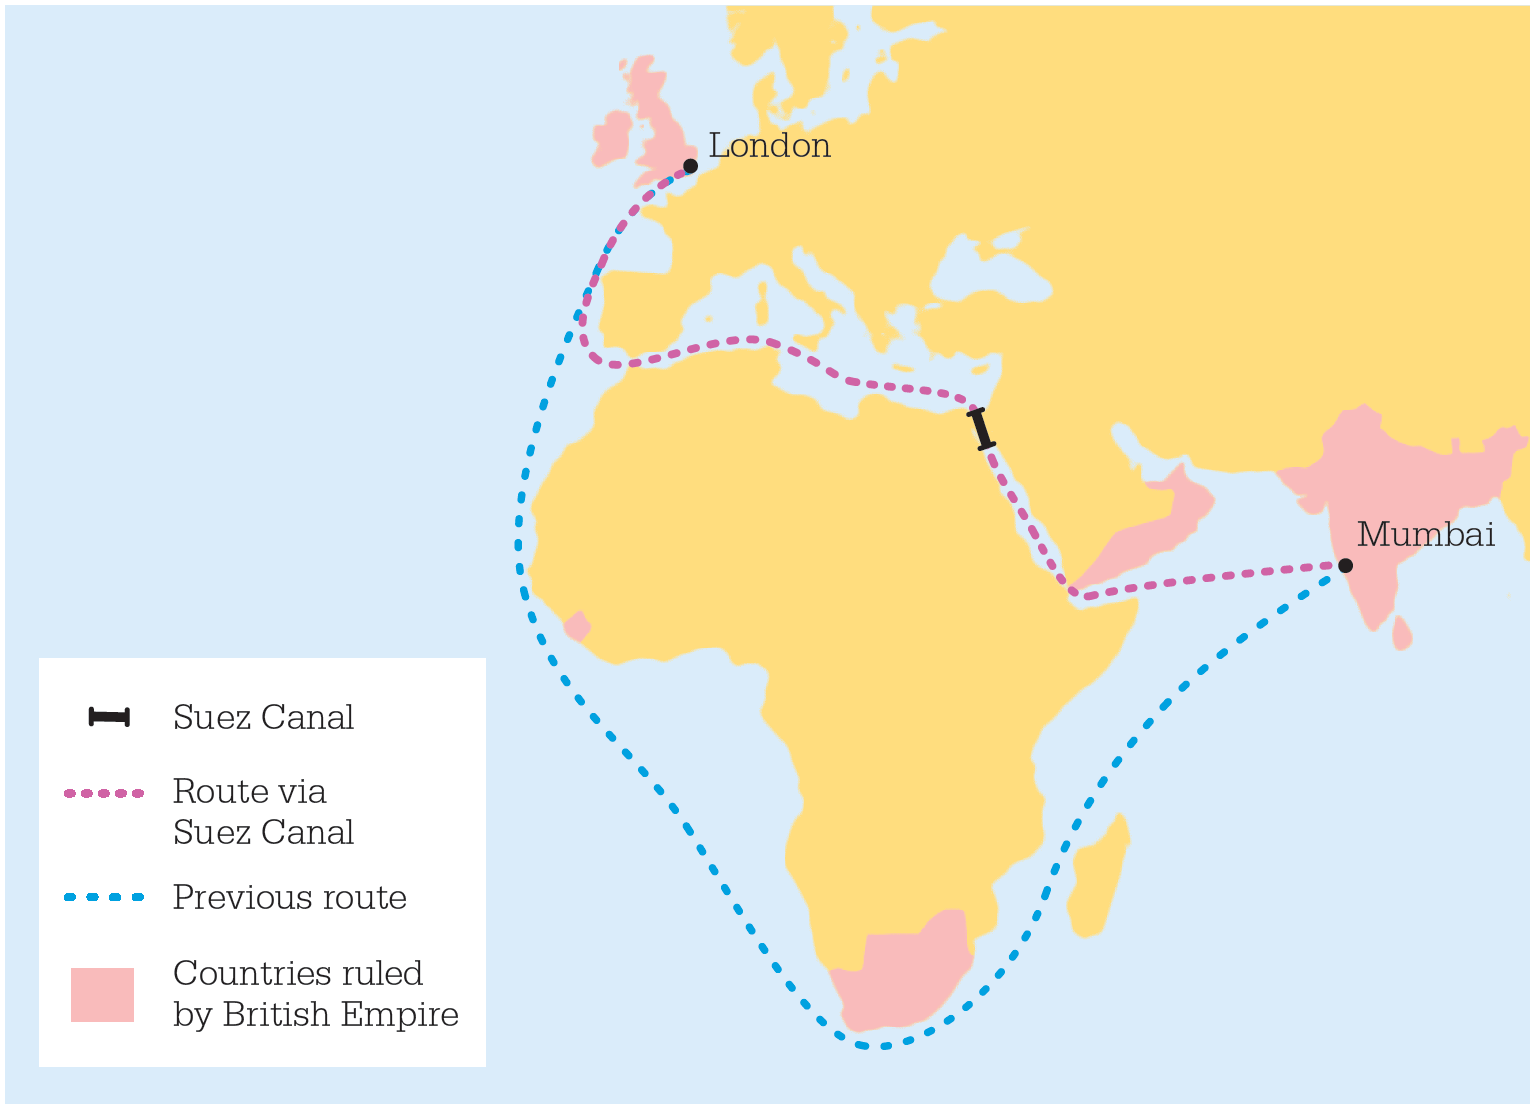 London
Mumbai
Suez Canal
Route via
Suez Canal
Previous route
Countries ruled
by British Empire